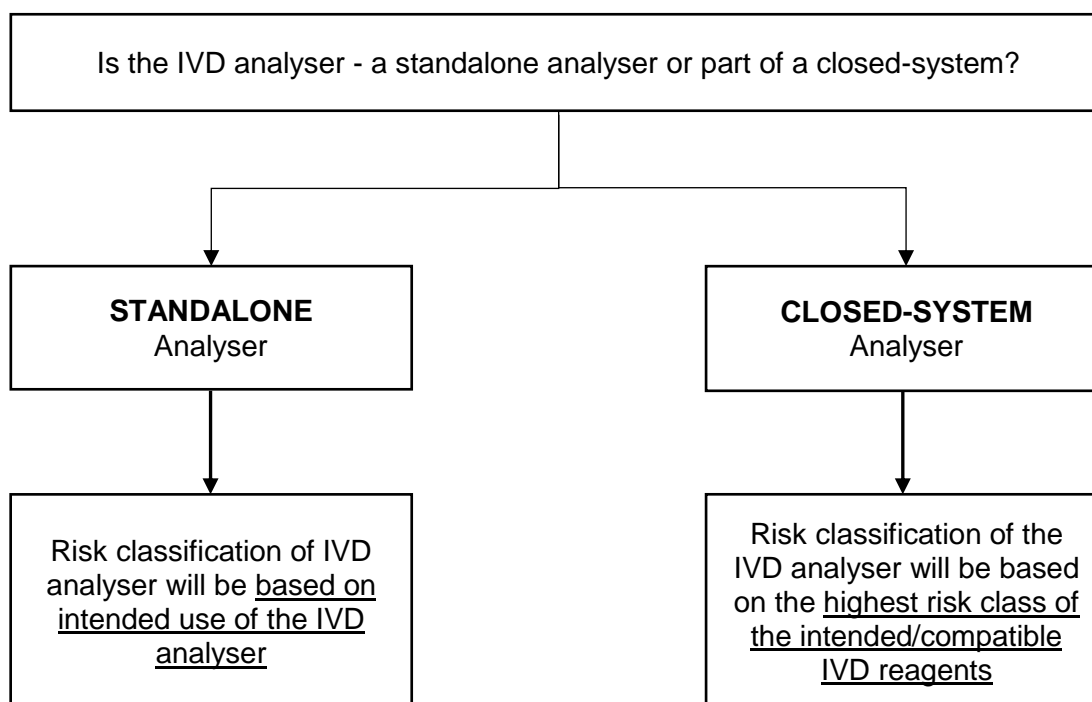 Is the IVD analyser - a standalone analyser or part of a closed-system?
STANDALONE
Analyser
CLOSED-SYSTEM
Analyser
Risk classification of IVD
analyser will be based on
intended use of the IVD
analyser
Risk classification of the
IVD analyser will be based
on the highest risk class of
the intended/compatible
IVD reagents